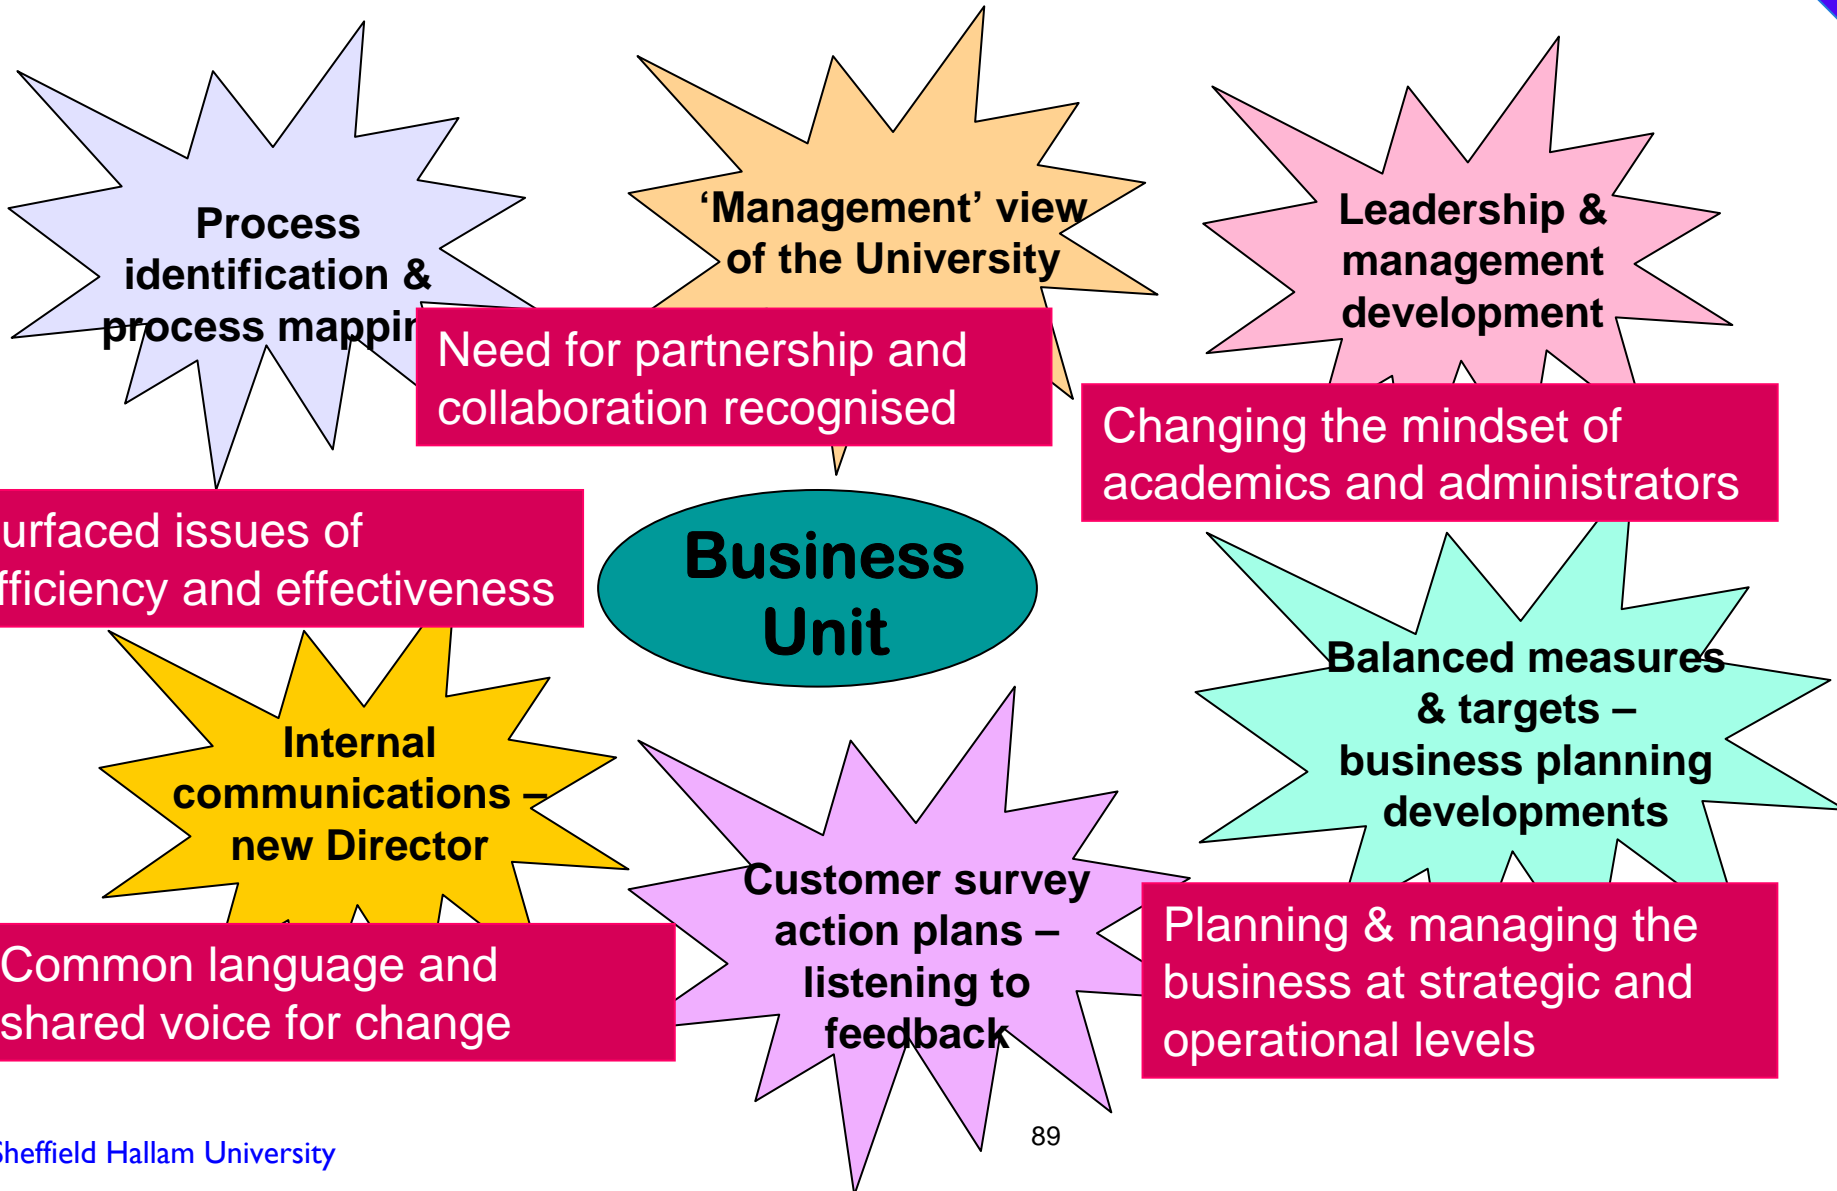 Process
identification &
process mappin
‘Management’ view
of the University
Leadership &
management
development
Need for partnership and
collaboration recognised
Changing the mindset of
academics and administrators
urfaced issues of
fficiency and effectiveness
Business
Unit
Internal
communications –
new Director
Balanced measures
& targets –
business planning
developments
Customer survey
action plans –
listening to
feedback
Common language and
shared voice for change
Planning & managing the
business at strategic and
operational levels
Sheffield Hallam University
89